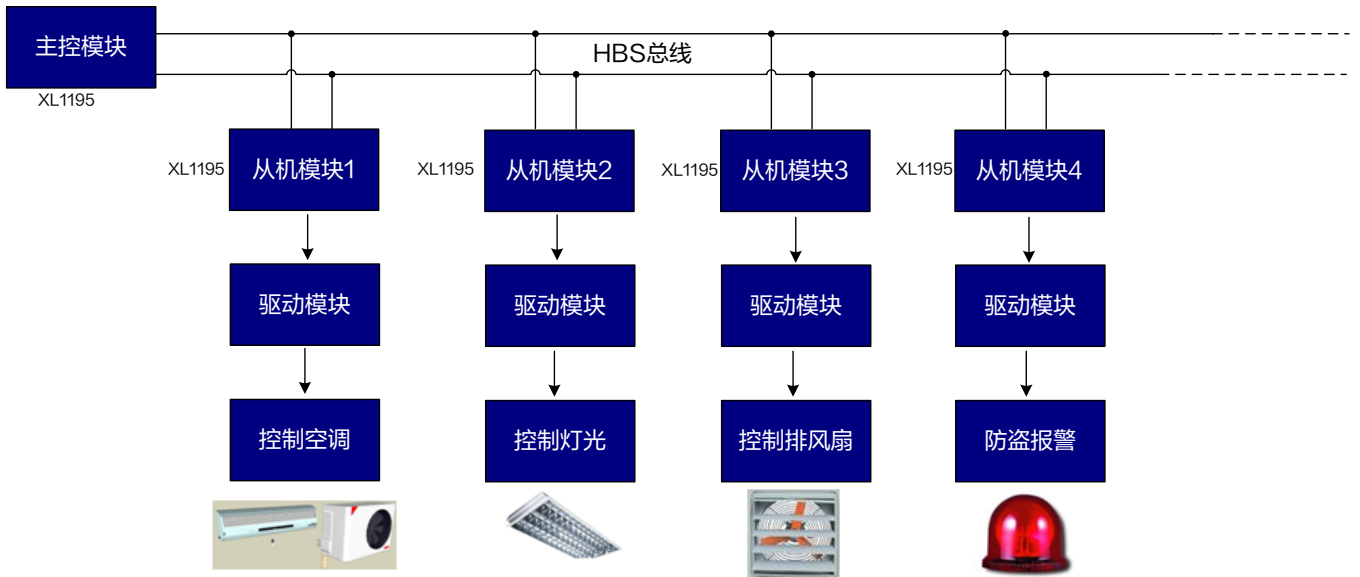 主控模块
HBS总线
XL1195
XL1195
从机模块1
XL1195
从机模块2
XL1195
从机模块3
XL1195
从机模块4
驱动模块
驱动模块
驱动模块
驱动模块
控制空调
控制灯光
控制排风扇
防盗报警